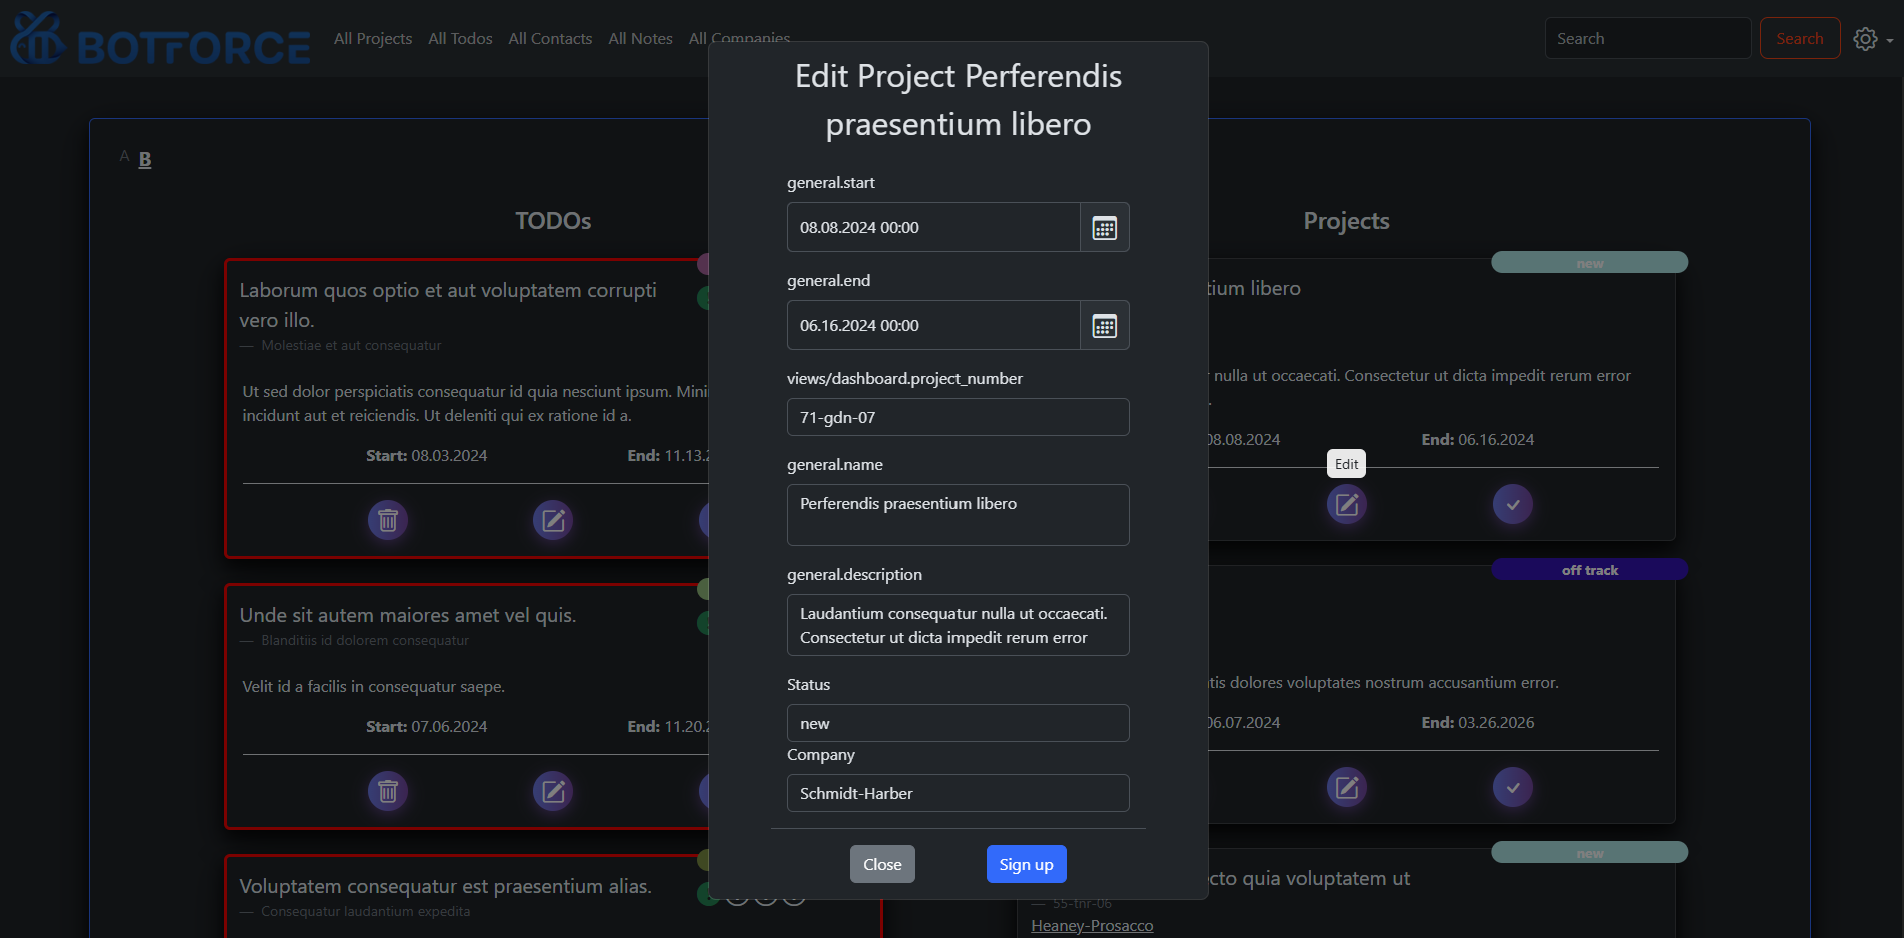 BOTFORCE
All Projects All Todos All Contacts All Notes All Companies
Search
Search
A B
TODOs
Laborum quos optio et aut voluptatem corrupti
vero illo.
— Molestiae et aut consequatur
Ut sed dolor perspiciatis consequatur id quia nesciunt ipsum.
incidunt aut et reiciendis. Ut deleniti qui ex ratione id a.
Start: 08.03.2024
End: 11.13.
Unde sit autem maiores amet vel quis.
— Blanditiis id dolorem consequatur
Velit id a facilis in consequatur saepe.
Start: 07.06.2024
End: 11.20.
Voluptatem consequatur est praesentium alias.
— Consequatur laudantium expedita
Edit Project Perferendis
praesentium libero
general.start
08.08.2024 00:00
general.end
06.16.2024 00:00
views/dashboard.project_number
71-gdn-07
general.name
Perferendis praesentium libero
general.description
Laudantium consequatur nulla ut occaecati.
Consectetur ut dicta impedit rerum error
Status
new
Company
Schmidt-Harber
Close
Sign up
Projects
new
libero
nulla ut occaecati. Consectetur ut dicta impedit rerum error
08.08.2024
End: 06.16.2024
Edit
off track
dolores voluptates nostrum accusantium error.
06.07.2024
End: 03.26.2026
new
quia voluptatem ut
— 55-tnr-06
Heaney-Prosacco